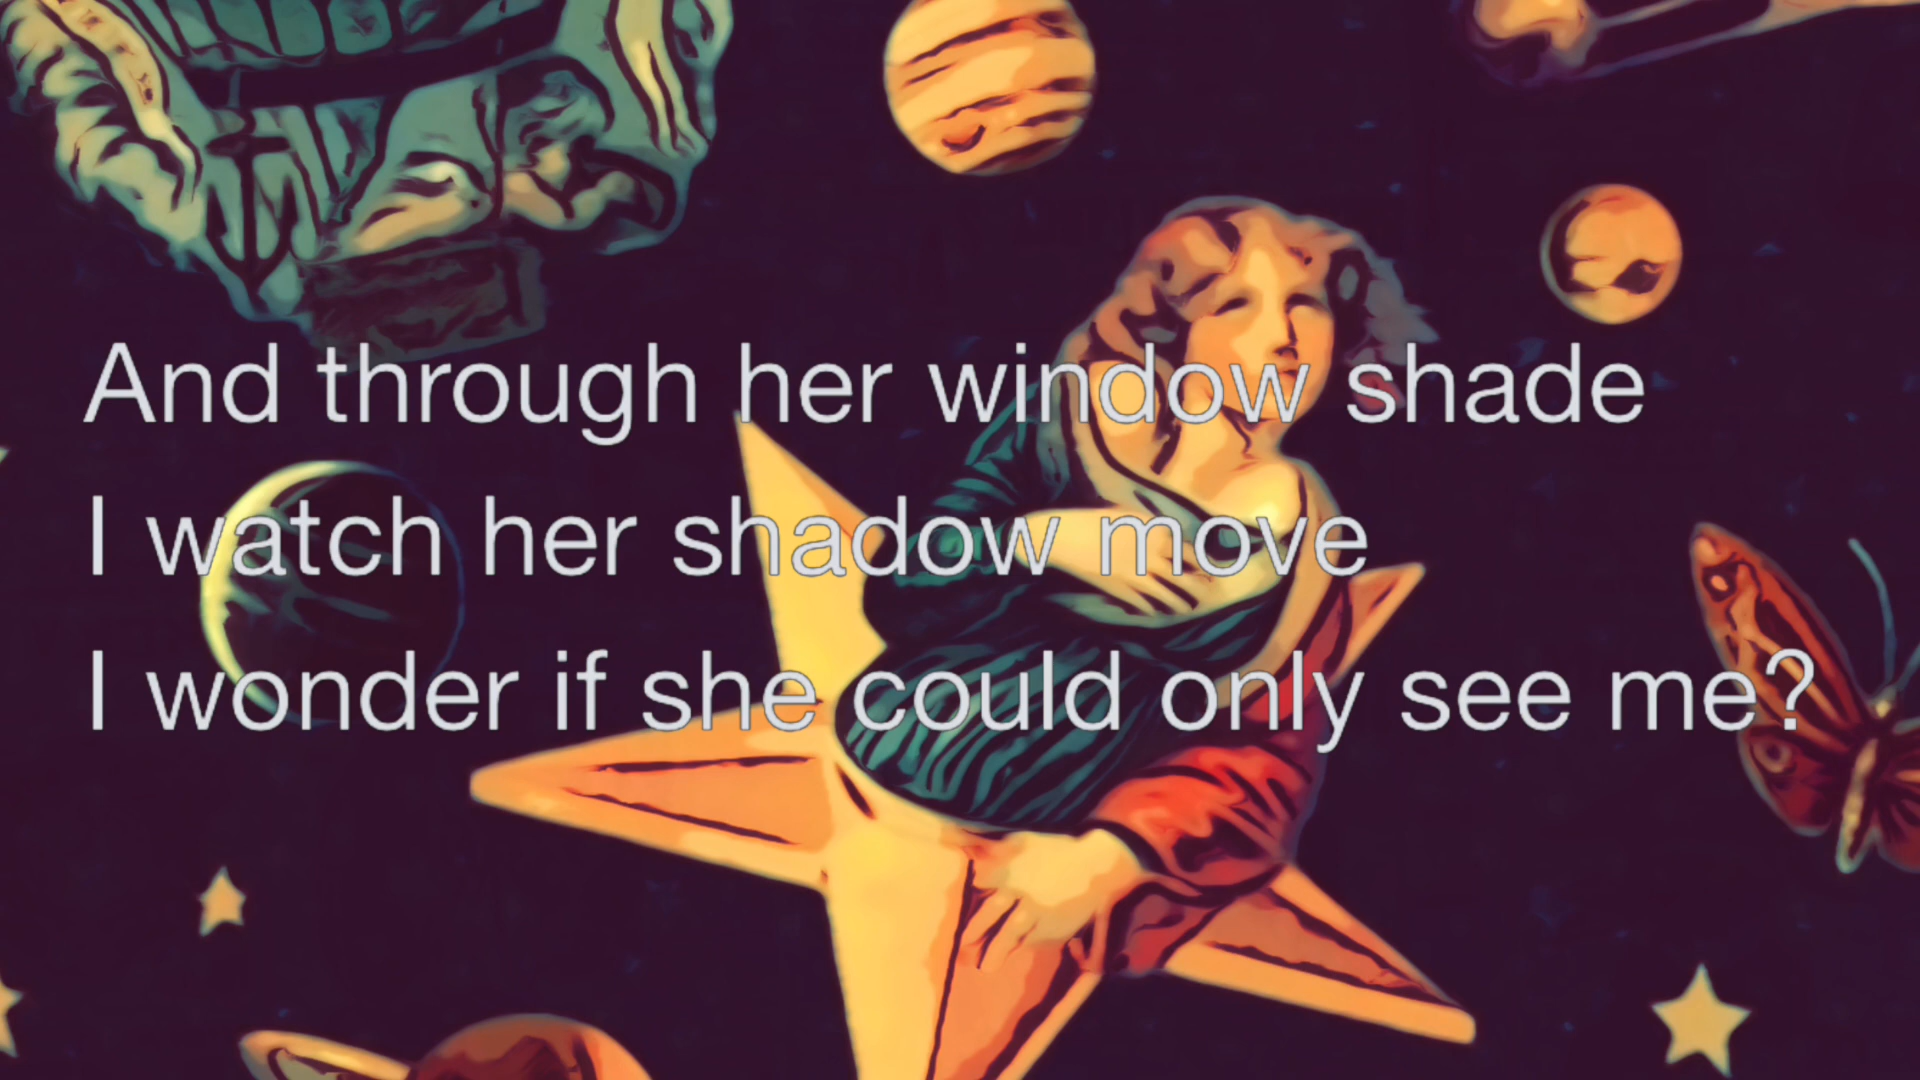 And through her window shade
I watch her shadow move
I wonder if she could only see me?